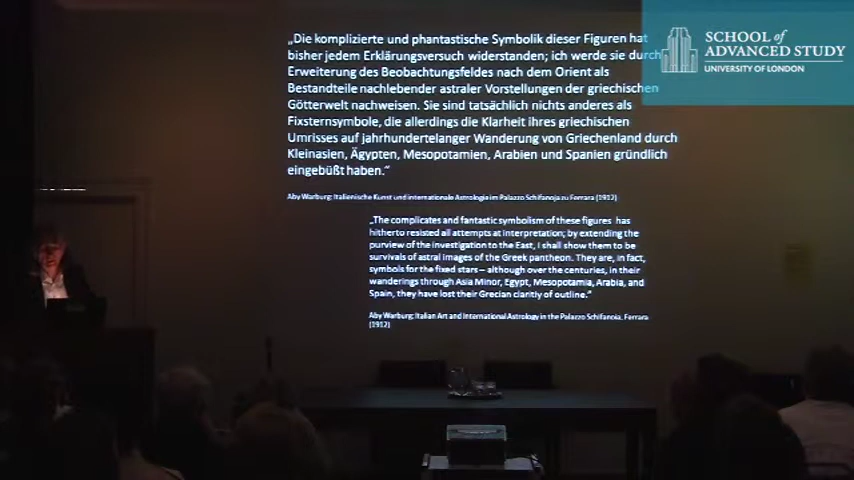 „Die komplizierte und phantastische Symbolik dieser Figuren hat
bisher jedem Erklärungsversuch widerstanden; ich werde sie durch
Erweiterung des Beobachtungsfeldes nach dem Orient als
Bestandteile nachlebender astraler Vorstellungen der griechischen
Götterwelt nachweisen. Sie sind tatsächlich nichts anderes als
Fixsternsymbole, die allerdings die Klarheit ihres griechischen
Umrisses auf jahrhundertelanger Wanderung von Griechenland durch
Kleinasien, Ägypten, Mesopotamien, Arabien und Spanien gründlich
eingebüßt haben.“
Aby Warburg: Italienische Kunst und internationale Astrologie im Palazzo Schifanoja zu Ferrara (1912)
„The complicates and fantastic symbolism of these figures has
hitherto resisted all attempts at interpretation; by extending the
purview of the investigation to the East, I shall show them to be
survivals of astral images of the Greek pantheon. They are, in fact,
symbols for the fixed stars – although over the centuries, in their
wanderings through Asia Minor, Egypt, Mesopotamia, Arabia, and
Spain, they have lost their Grecian claritiy of outline.“
Aby Warburg: Italian Art and International Astrology in the Palazzo Schifanoia, Ferrara
(1912)
SCHOOL of
ADVANCED STUDY
UNIVERSITY OF LONDON